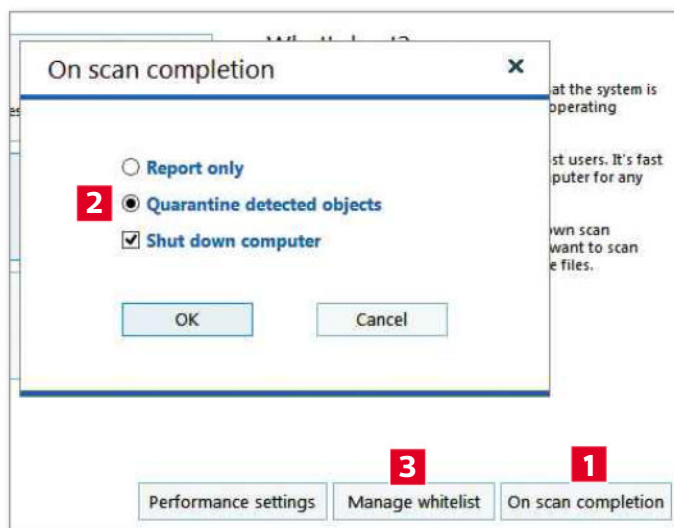 On scan completion
at the system is
operating
Report only
st users. It's fast
puter for any
2
Quarantine detected objects
Shut down computer
wn scan
want to scan
e files.
OK
Cancel
3
1
Performance settings
Manage whitelist
On scan completion